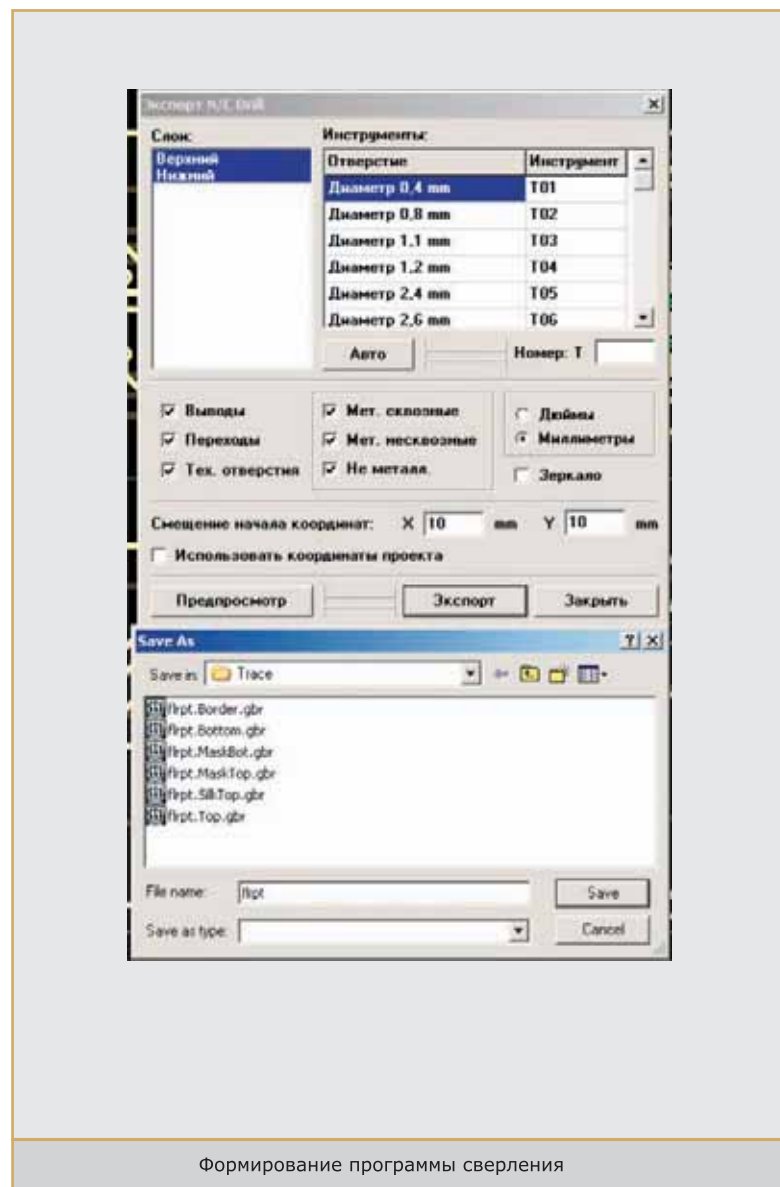 Экспорт N/C Drill
Слои: Инструменты:
Верхний
Нижний
Отверстие Инструмент
Диаметр 0,4 mm T01
Диаметр 0,8 mm T02
Диаметр 1,1 mm T03
Диаметр 1,2 mm T04
Диаметр 2,4 mm T05
Диаметр 2,6 mm T06
Авто Номер: T
Выводы Мет. сквозные Дюймы
Переходы Мет. несквозные Миллиметры
Тех. отверстия Не металл. Зеркало
Смещение начала координат: X 10 mm Y 10 mm
Использовать координаты проекта
Предпросмотр Экспорт Закрыть
Save As
Save in: Trace
flrpt.Border.gbr
flrpt.Bottom.gbr
flrpt.MaskBot.gbr
flrpt.MaskTop.gbr
flrpt.SilkTop.gbr
flrpt.Top.gbr
File name: flrpt Save
Save as type: Cancel
Формирование программы сверления